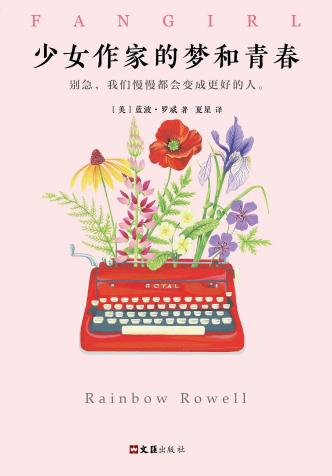 FANGIRL
少女作家的梦和青春
别急，我们慢慢都会变成更好的人。
［美］蓝波·罗威 著 夏星 译
ROYAL
Rainbow Rowell
文匯出版社